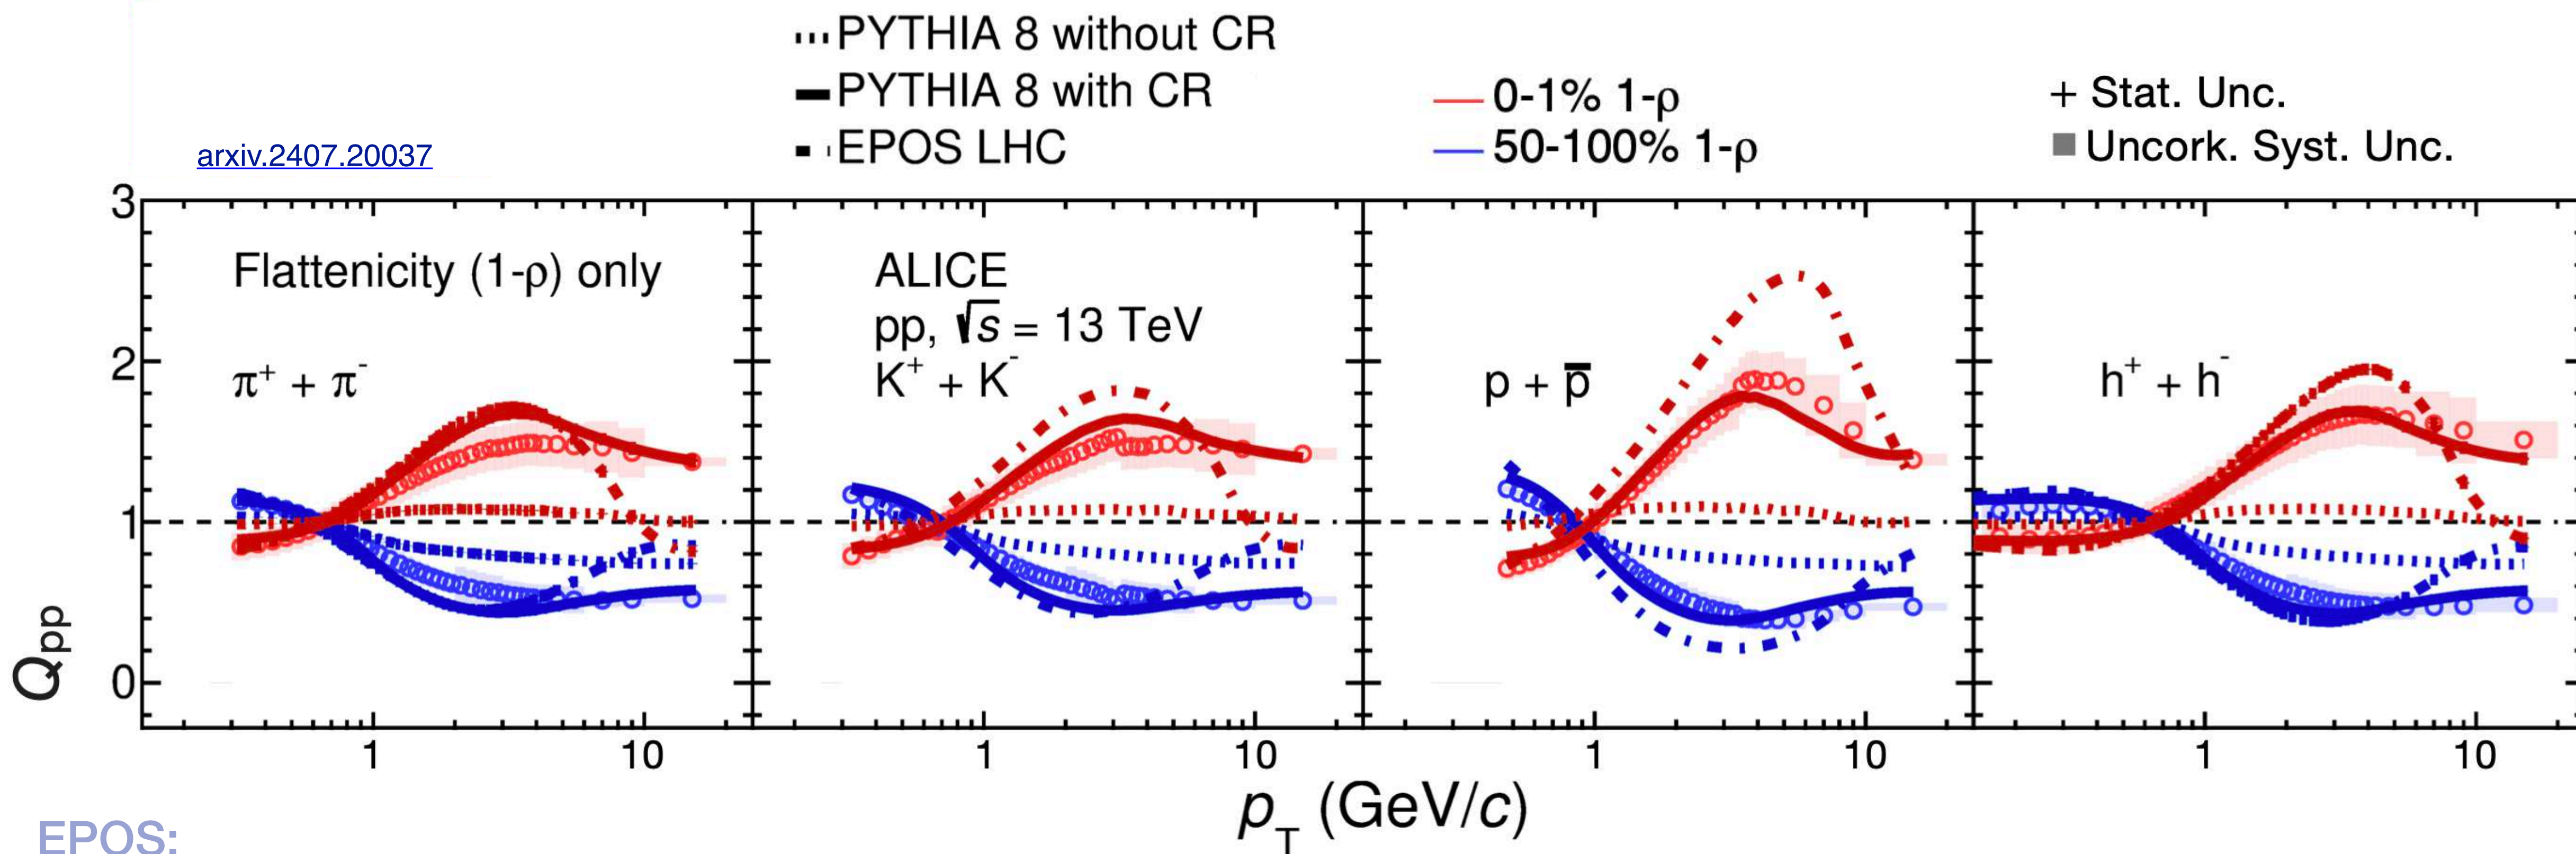 PYTHIA 8 without CR
PYTHIA 8 with CR
EPOS LHC
0-1% 1-ρ
50-100% 1-ρ
+ Stat. Unc.
Uncork. Syst. Unc.
arxiv.2407.20037
Flattenicity (1-ρ) only
π⁺ + π⁻
ALICE
pp, √s = 13 TeV
K⁺ + K⁻
p + p̅
h⁺ + h⁻
3
2
1
0
Qpp
1 10 1 10 1 10 1 10
pT (GeV/c)
EPOS: